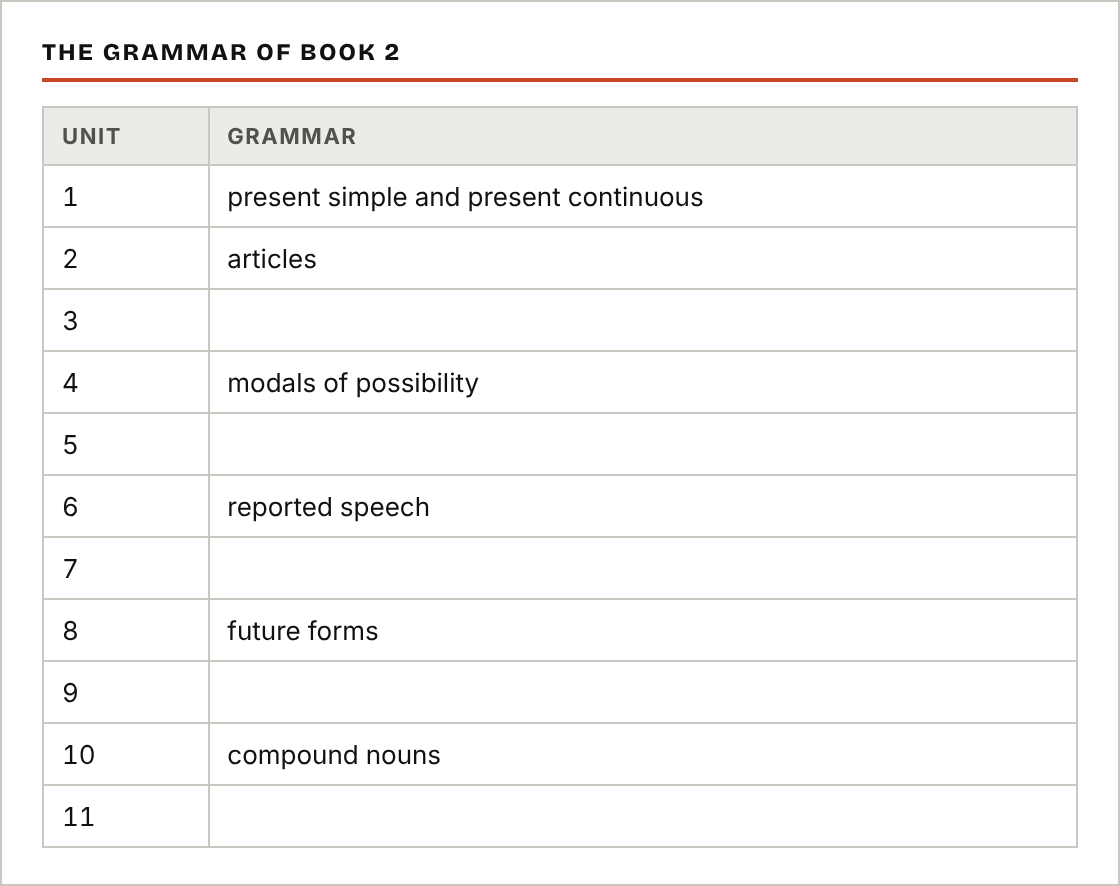 THE GRAMMAR OF BOOK 2
UNIT GRAMMAR
1 present simple and present continuous
2 articles
3
4 modals of possibility
5
6 reported speech
7
8 future forms
9
10 compound nouns
11